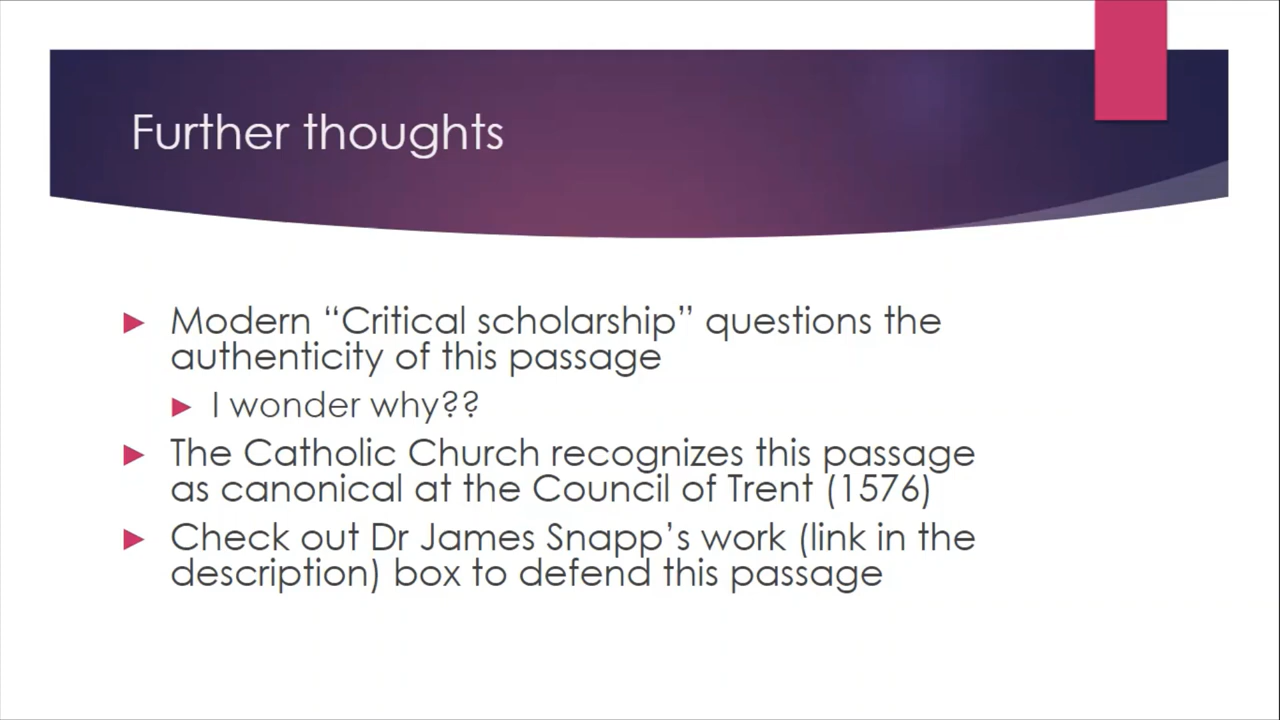 Further thoughts
Modern “Critical scholarship” questions the
authenticity of this passage
I wonder why??
The Catholic Church recognizes this passage
as canonical at the Council of Trent (1576)
Check out Dr James Snapp’s work (link in the
description) box to defend this passage